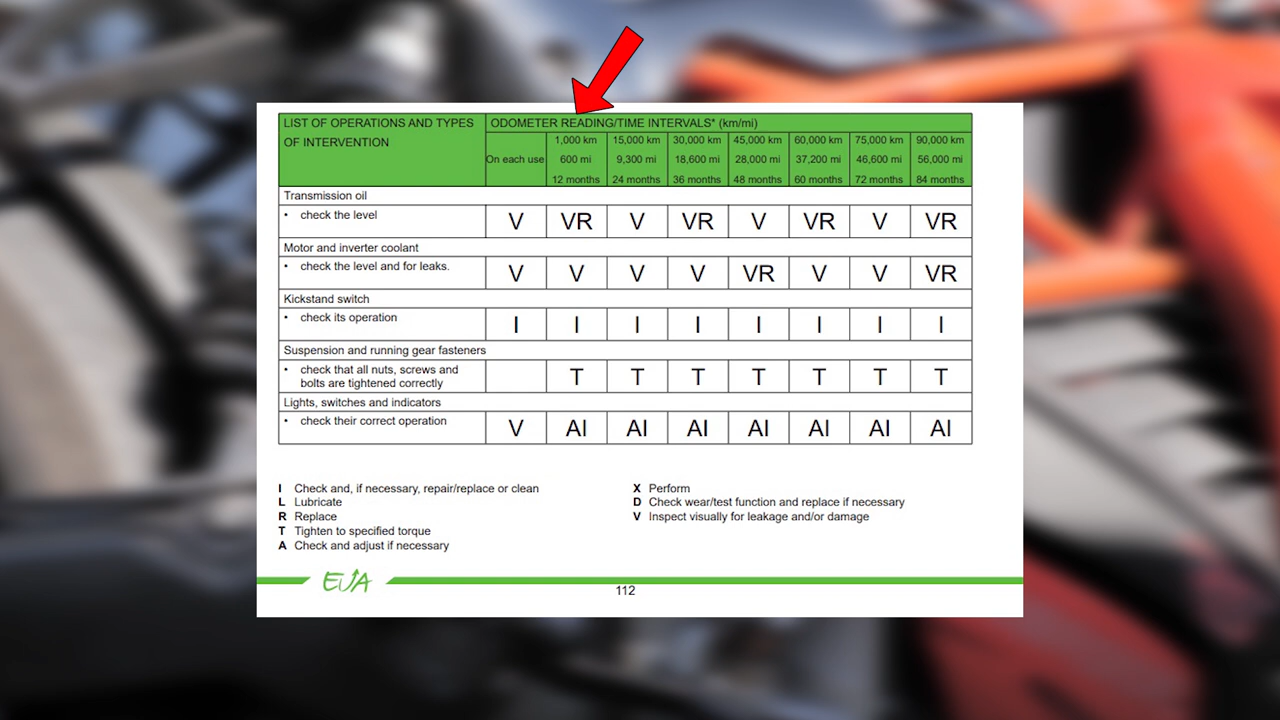 LIST OF OPERATIONS AND TYPES
OF INTERVENTION
ODOMETER READING/TIME INTERVALS* (km/mi)
On each use
1,000 km
600 mi
12 months
15,000 km
9,300 mi
24 months
30,000 km
18,600 mi
36 months
45,000 km
28,000 mi
48 months
60,000 km
37,200 mi
60 months
75,000 km
46,600 mi
72 months
90,000 km
56,000 mi
84 months
Transmission oil
• check the level V VR V VR V VR V VR
Motor and inverter coolant
• check the level and for leaks. V V V V VR V V VR
Kickstand switch
• check its operation I I I I I I I I
Suspension and running gear fasteners
• check that all nuts, screws and
bolts are tightened correctly T T T T T T T
Lights, switches and indicators
• check their correct operation V AI AI AI AI AI AI AI
I Check and, if necessary, repair/replace or clean
L Lubricate
R Replace
T Tighten to specified torque
A Check and adjust if necessary
X Perform
D Check wear/test function and replace if necessary
V Inspect visually for leakage and/or damage
EVA
112